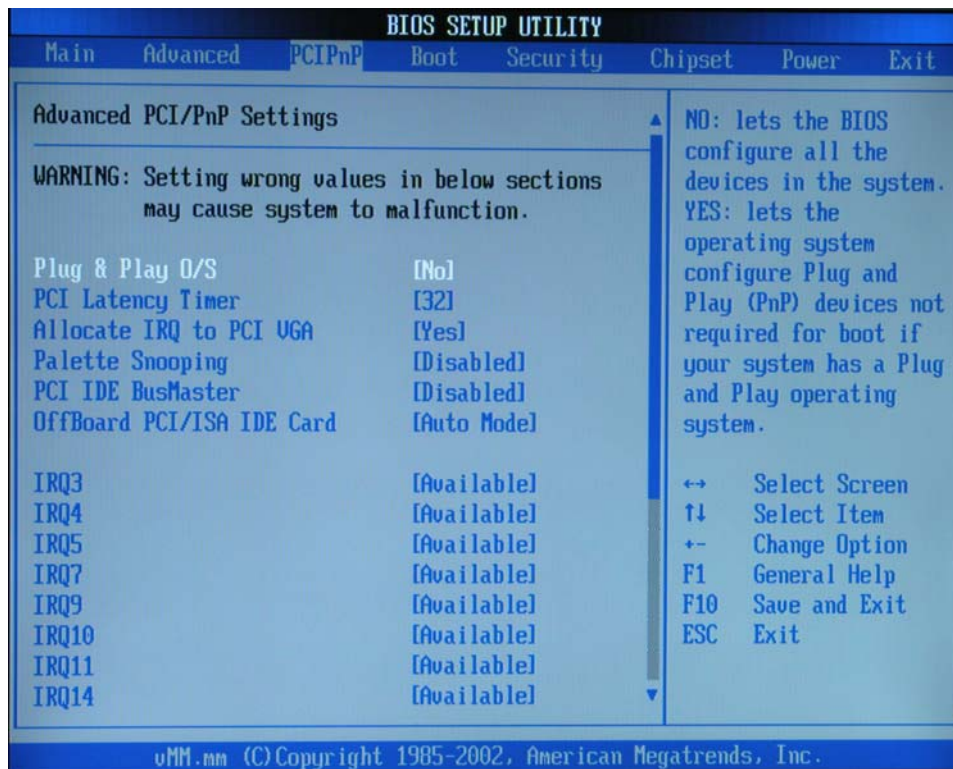 BIOS SETUP UTILITY
Main Advanced PCIPnP Boot Security Chipset Power Exit
Advanced PCI/PnP Settings
WARNING: Setting wrong values in below sections
may cause system to malfunction.
Plug & Play O/S [No]
PCI Latency Timer [32]
Allocate IRQ to PCI VGA [Yes]
Palette Snooping [Disabled]
PCI IDE BusMaster [Disabled]
OffBoard PCI/ISA IDE Card [Auto Mode]
IRQ3 [Available]
IRQ4 [Available]
IRQ5 [Available]
IRQ7 [Available]
IRQ9 [Available]
IRQ10 [Available]
IRQ11 [Available]
IRQ14 [Available]
NO: lets the BIOS
configure all the
devices in the system.
YES: lets the
operating system
configure Plug and
Play (PnP) devices not
required for boot if
your system has a Plug
and Play operating
system.
↔ Select Screen
↑↓ Select Item
+- Change Option
F1 General Help
F10 Save and Exit
ESC Exit
vMM.mm (C)Copyright 1985-2002, American Megatrends, Inc.